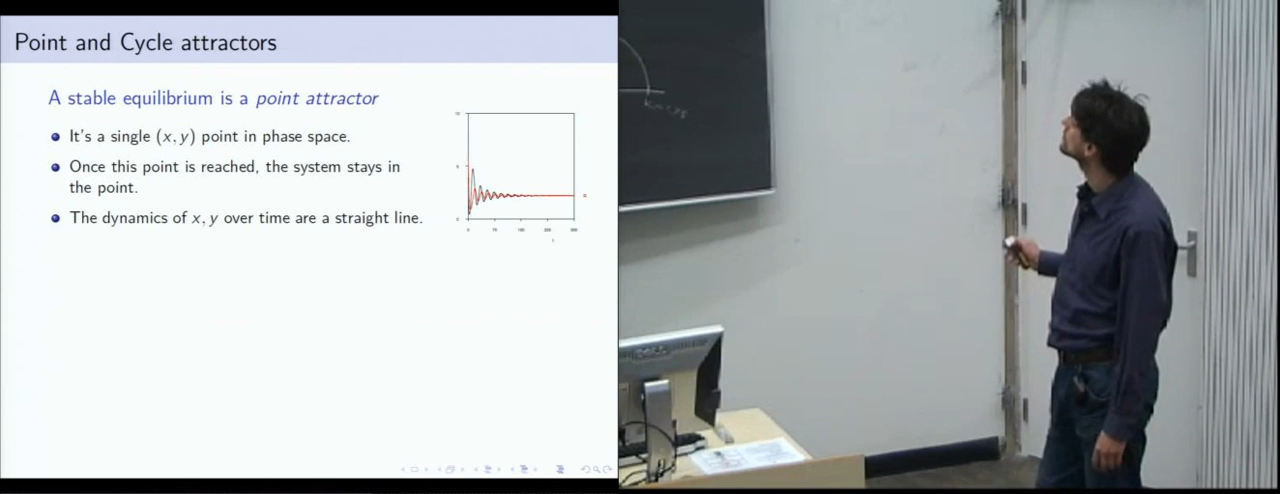 Point and Cycle attractors
A stable equilibrium is a point attractor
It's a single (x, y) point in phase space.
Once this point is reached, the system stays in
the point.
The dynamics of x, y over time are a straight line.